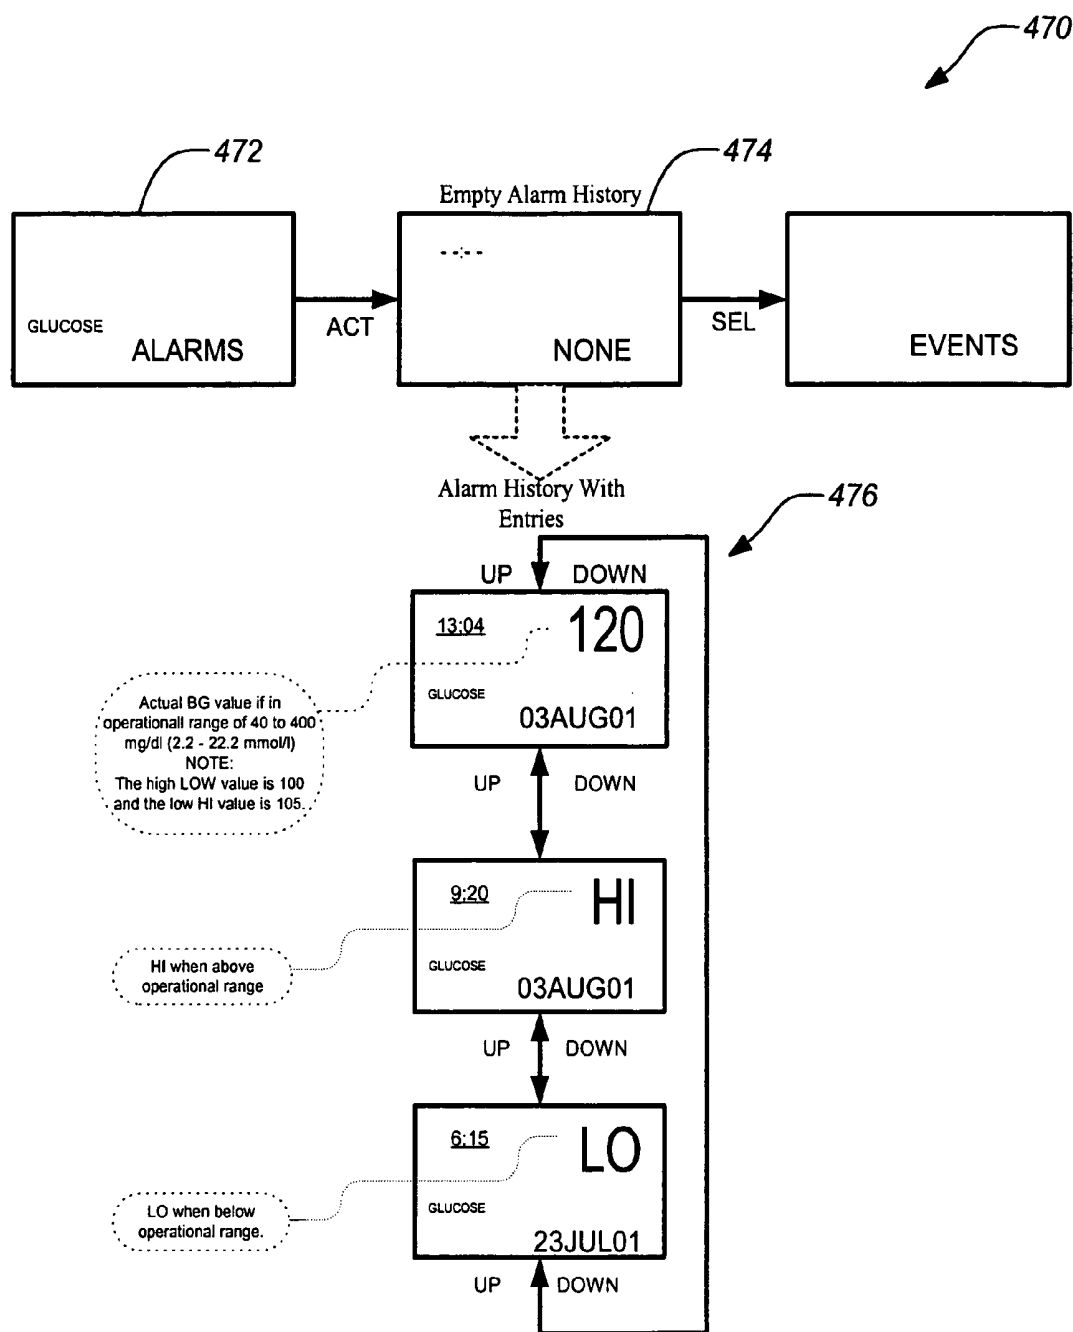 470
472
474
Empty Alarm History
--:--
GLUCOSE
ALARMS
ACT
NONE
SEL
EVENTS
Alarm History With
Entries
476
UP DOWN
13:04
120
GLUCOSE
03AUG01
Actual BG value if in
operationall range of 40 to 400
mg/dl (2.2 - 22.2 mmol/l)
NOTE:
The high LOW value is 100
and the low HI value is 105.
UP DOWN
9:20
HI
GLUCOSE
03AUG01
HI when above
operational range
UP DOWN
6:15
LO
GLUCOSE
23JUL01
LO when below
operational range.
UP DOWN